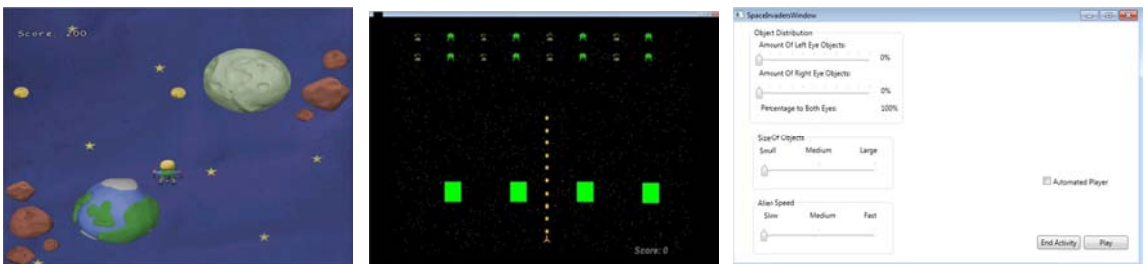 Score 200
Score: 0
SpaceInvadersWindow
Object Distribution
Amount Of Left Eye Objects:
0%
Amount Of Right Eye Objects:
0%
Percentage to Both Eyes: 100%
Size Of Objects
Small Medium Large
Automated Player
Alien Speed
Slow Medium Fast
End Activity Play